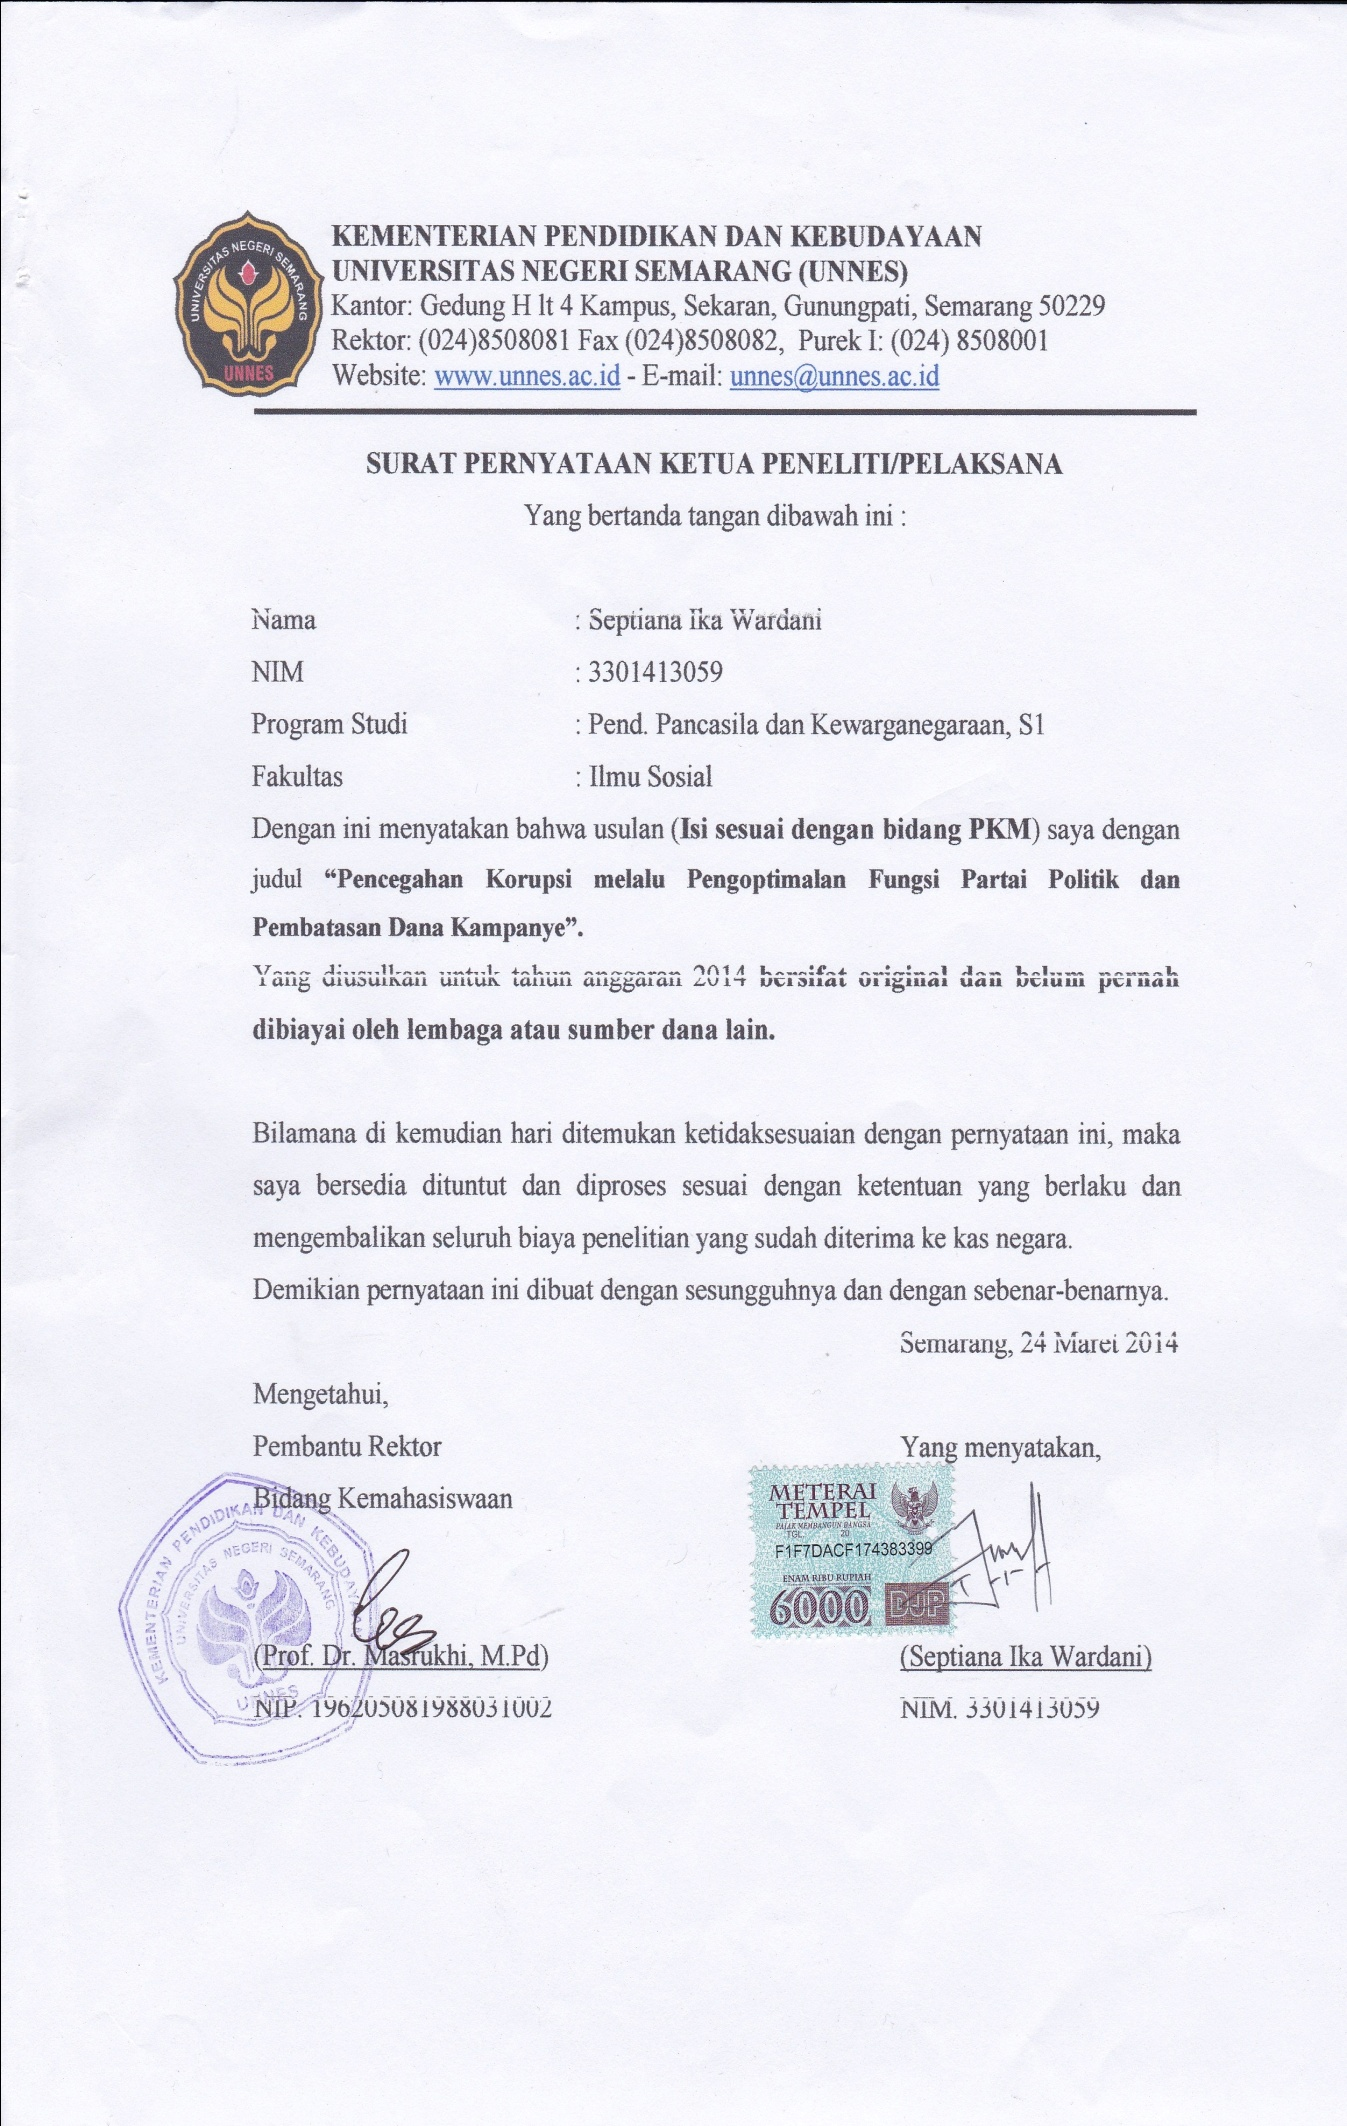 UNIVERSITAS NEGERI SEMARANG
UNNES
KEMENTERIAN PENDIDIKAN DAN KEBUDAYAAN
UNIVERSITAS NEGERI SEMARANG (UNNES)
Kantor: Gedung H lt 4 Kampus, Sekaran, Gunungpati, Semarang 50229
Rektor: (024)8508081 Fax (024)8508082, Purek I: (024) 8508001
Website: www.unnes.ac.id - E-mail: unnes@unnes.ac.id
SURAT PERNYATAAN KETUA PENELITI/PELAKSANA
Yang bertanda tangan dibawah ini :
Nama : Septiana Ika Wardani
NIM : 3301413059
Program Studi : Pend. Pancasila dan Kewarganegaraan, S1
Fakultas : Ilmu Sosial
Dengan ini menyatakan bahwa usulan (Isi sesuai dengan bidang PKM) saya dengan
judul “Pencegahan Korupsi melalu Pengoptimalan Fungsi Partai Politik dan
Pembatasan Dana Kampanye”.
Yang diusulkan untuk tahun anggaran 2014 bersifat original dan belum pernah
dibiayai oleh lembaga atau sumber dana lain.
Bilamana di kemudian hari ditemukan ketidaksesuaian dengan pernyataan ini, maka
saya bersedia dituntut dan diproses sesuai dengan ketentuan yang berlaku dan
mengembalikan seluruh biaya penelitian yang sudah diterima ke kas negara.
Demikian pernyataan ini dibuat dengan sesungguhnya dan dengan sebenar-benarnya.
Semarang, 24 Maret 2014
Mengetahui,
Pembantu Rektor Yang menyatakan,
Bidang Kemahasiswaan
KEMENTERIAN PENDIDIKAN DAN KEBUDAYAAN
UNIVERSITAS NEGERI SEMARANG
UNNES
METERAI
TEMPEL
PAJAK MEMBANGUN BANGSA
TGL. 20
F1F7DACF174383399
ENAM RIBU RUPIAH
6000 DJP
(Prof. Dr. Masrukhi, M.Pd) (Septiana Ika Wardani)
NIP. 196205081988031002 NIM. 3301413059